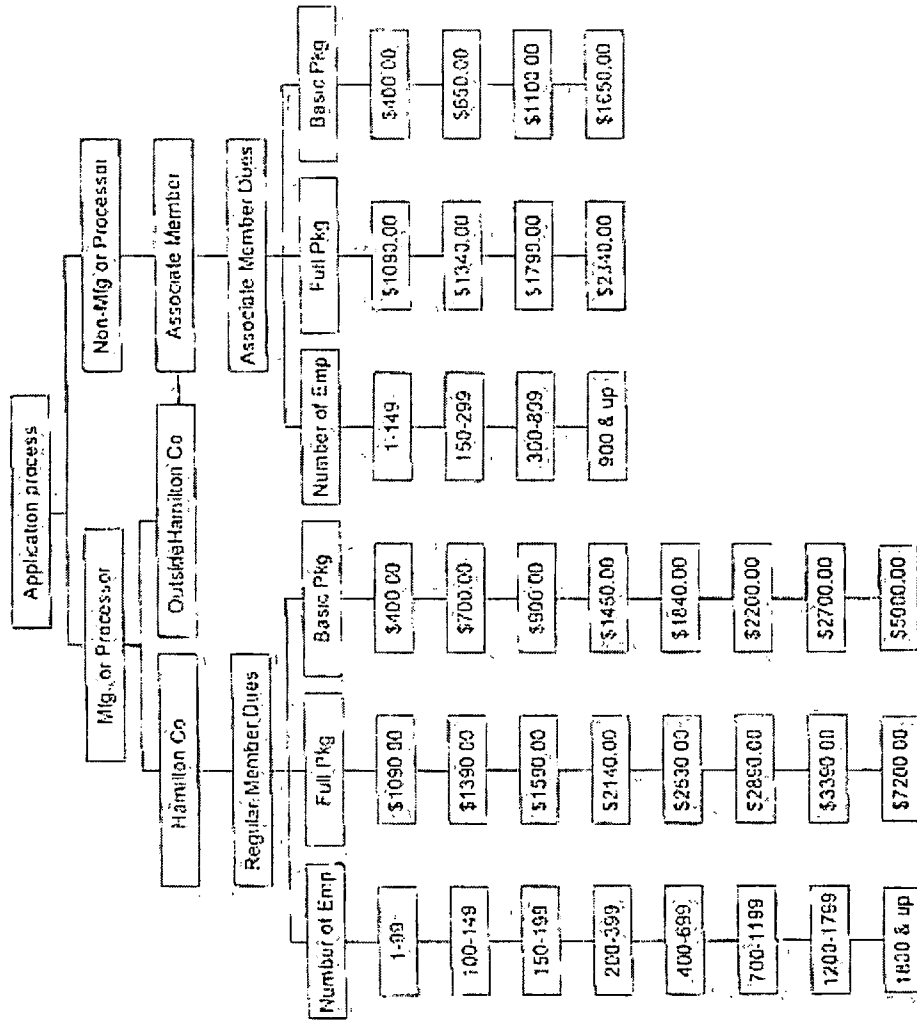 Application process
Mfg. or Processor
Non-Mfg or Processor
Hamilton Co
Outside Hamilton Co
Associate Member
Regular Member Dues
Associate Member Dues
Number of Emp
Full Pkg
Basic Pkg
Number of Emp
Full Pkg
Basic Pkg
1-99
$1090.00
$400.00
1-149
$1090.00
$400.00
100-149
$1390.00
$700.00
150-299
$1340.00
$650.00
150-199
$1590.00
$900.00
300-899
$1790.00
$1100.00
200-399
$2140.00
$1450.00
900 & up
$2340.00
$1650.00
400-699
$1840.00
700-1199
$2890.00
$2200.00
1200-1799
$3390.00
$2700.00
1800 & up
$7200.00